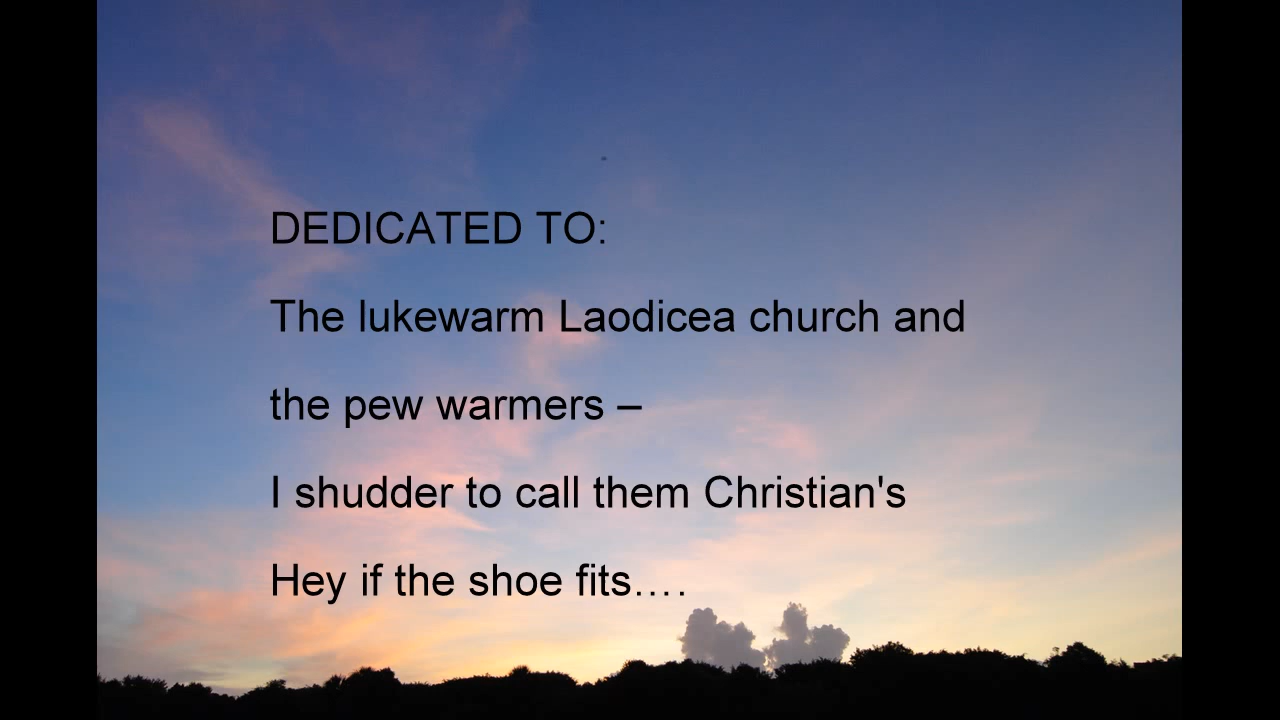 DEDICATED TO:
The lukewarm Laodicea church and
the pew warmers –
I shudder to call them Christian's
Hey if the shoe fits….